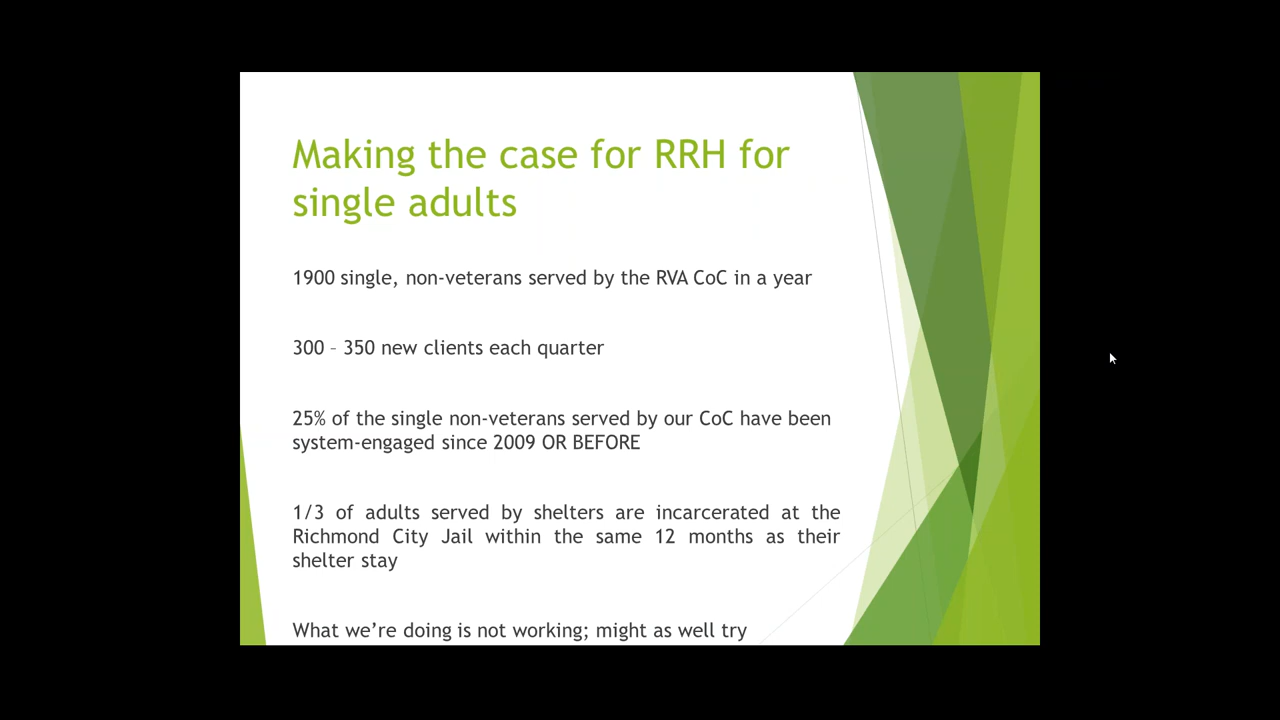 Making the case for RRH for
single adults
1900 single, non-veterans served by the RVA CoC in a year
300 – 350 new clients each quarter
25% of the single non-veterans served by our CoC have been
system-engaged since 2009 OR BEFORE
1/3 of adults served by shelters are incarcerated at the
Richmond City Jail within the same 12 months as their
shelter stay
What we’re doing is not working; might as well try